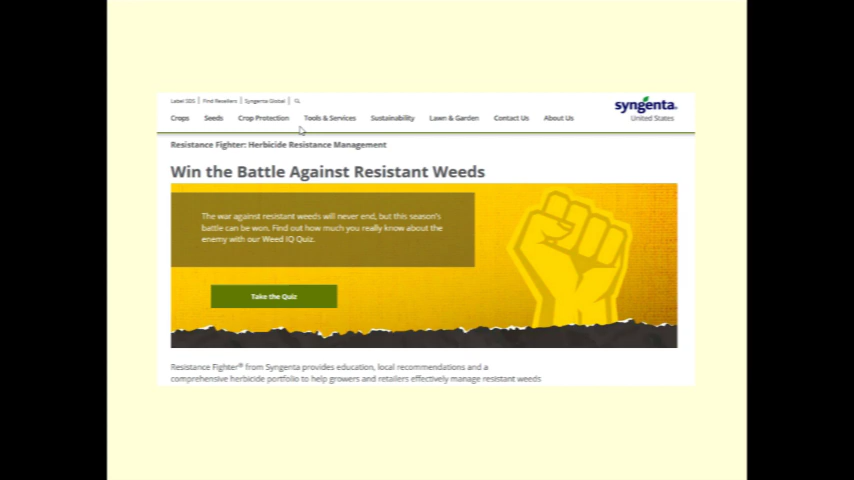 Label SDS | Find Resellers | Syngenta Global |
syngenta.
United States
Crops Seeds Crop Protection Tools & Services Sustainability Lawn & Garden Contact Us About Us
Resistance Fighter: Herbicide Resistance Management
Win the Battle Against Resistant Weeds
The war against resistant weeds will never end, but this season's
battle can be won. Find out how much you really know about the
enemy with our Weed IQ Quiz.
Take the Quiz
Resistance Fighter® from Syngenta provides education, local recommendations and a
comprehensive herbicide portfolio to help growers and retailers effectively manage resistant weeds